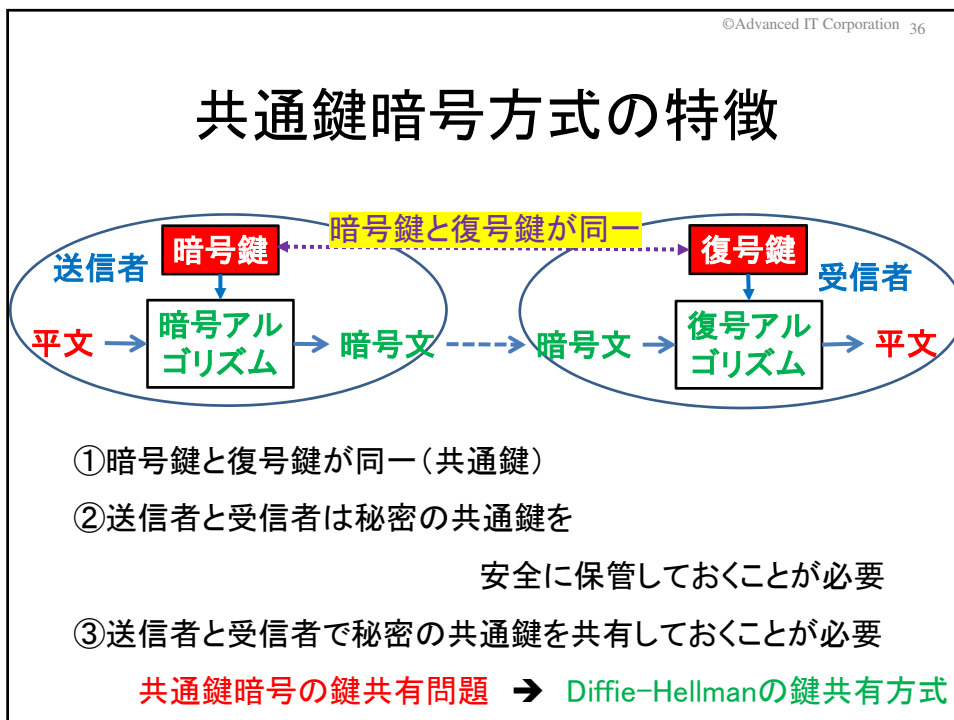 ©Advanced IT Corporation 36
共通鍵暗号方式の特徴
暗号鍵と復号鍵が同一
暗号鍵
復号鍵
送信者
受信者
平文
暗号アル
ゴリズム
暗号文
暗号文
復号アル
ゴリズム
平文
①暗号鍵と復号鍵が同一(共通鍵)
②送信者と受信者は秘密の共通鍵を
安全に保管しておくことが必要
③送信者と受信者で秘密の共通鍵を共有しておくことが必要
共通鍵暗号の鍵共有問題 ➔ Diffie-Hellmanの鍵共有方式